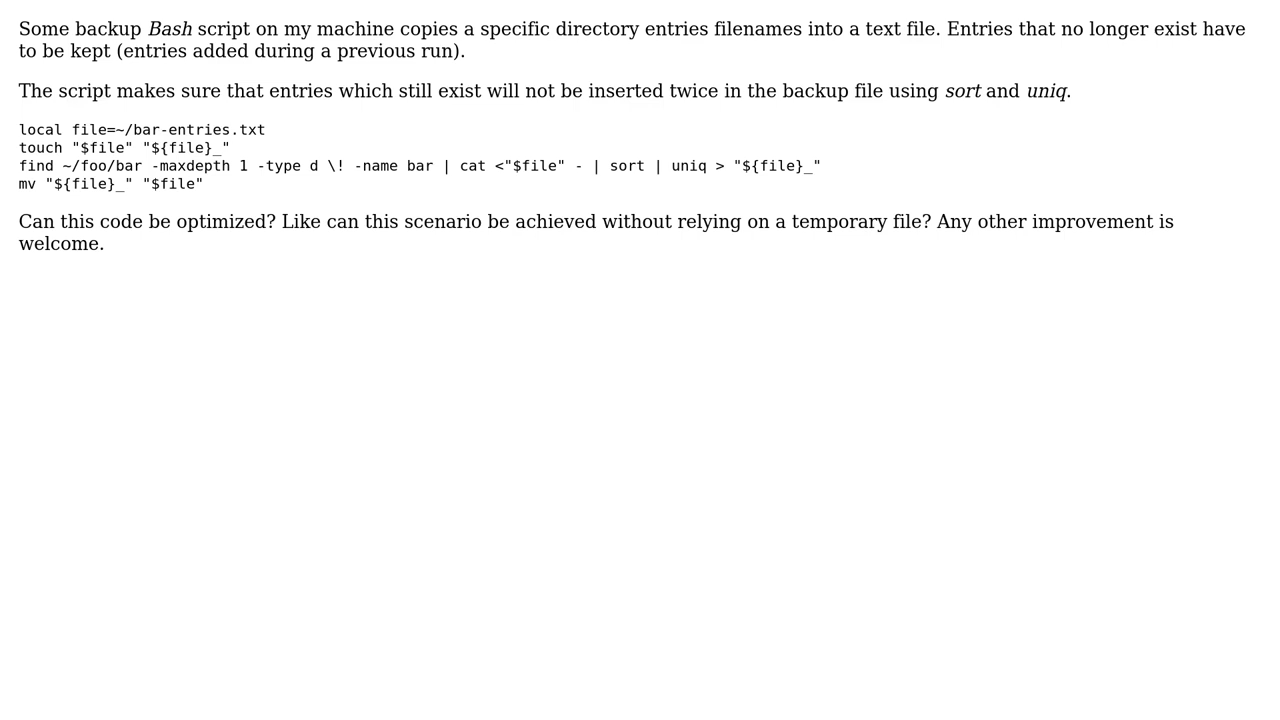 Some backup Bash script on my machine copies a specific directory entries filenames into a text file. Entries that no longer exist have
to be kept (entries added during a previous run).
The script makes sure that entries which still exist will not be inserted twice in the backup file using sort and uniq.
local file=~/bar-entries.txt
touch "$file" "${file}_"
find ~/foo/bar -maxdepth 1 -type d \! -name bar | cat <"$file" - | sort | uniq > "${file}_"
mv "${file}_" "$file"
Can this code be optimized? Like can this scenario be achieved without relying on a temporary file? Any other improvement is
welcome.